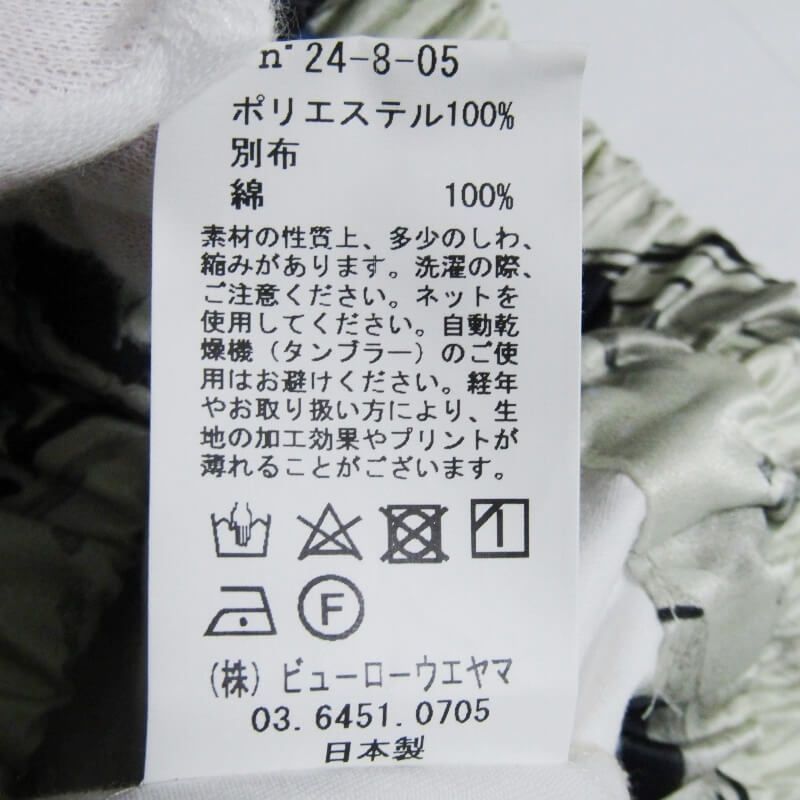 n° 24-8-05
ポリエステル100%
別布
綿 100%
素材の性質上、多少のしわ、
縮みがあります。洗濯の際、
ご注意ください。ネットを
使用してください。自動乾
燥機（タンブラー）のご使
用はお避けください。経年
やお取り扱い方により、生
地の加工効果やプリントが
薄れることがございます。
F
(株) ビューローウエヤマ
03.6451.0705
日本製